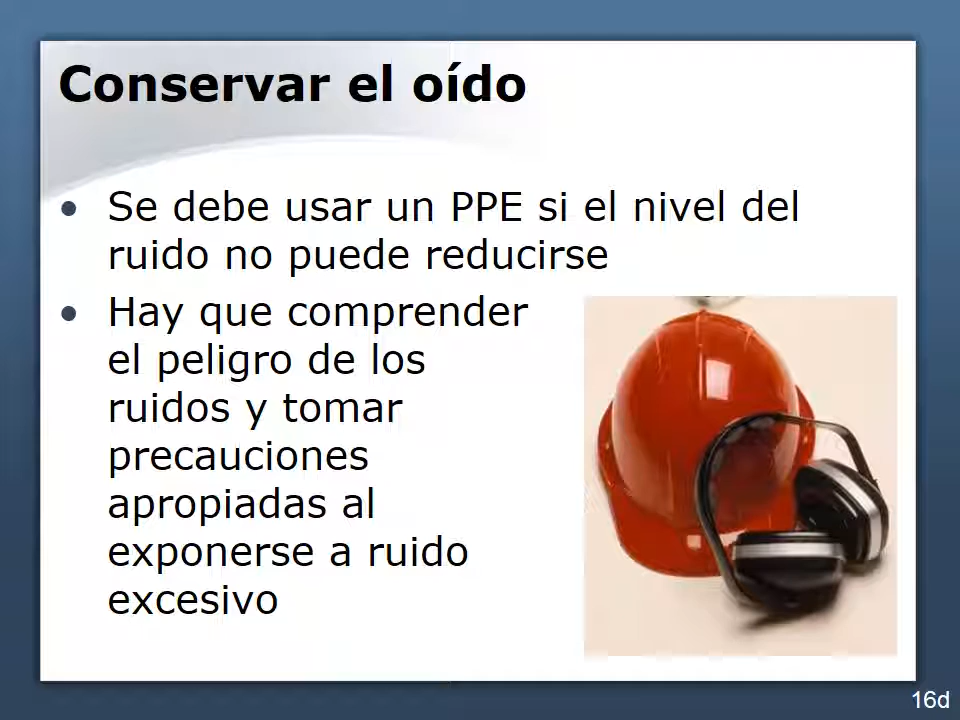 Conservar el oído
• Se debe usar un PPE si el nivel del
ruido no puede reducirse
• Hay que comprender
el peligro de los
ruidos y tomar
precauciones
apropiadas al
exponerse a ruido
excesivo
16d